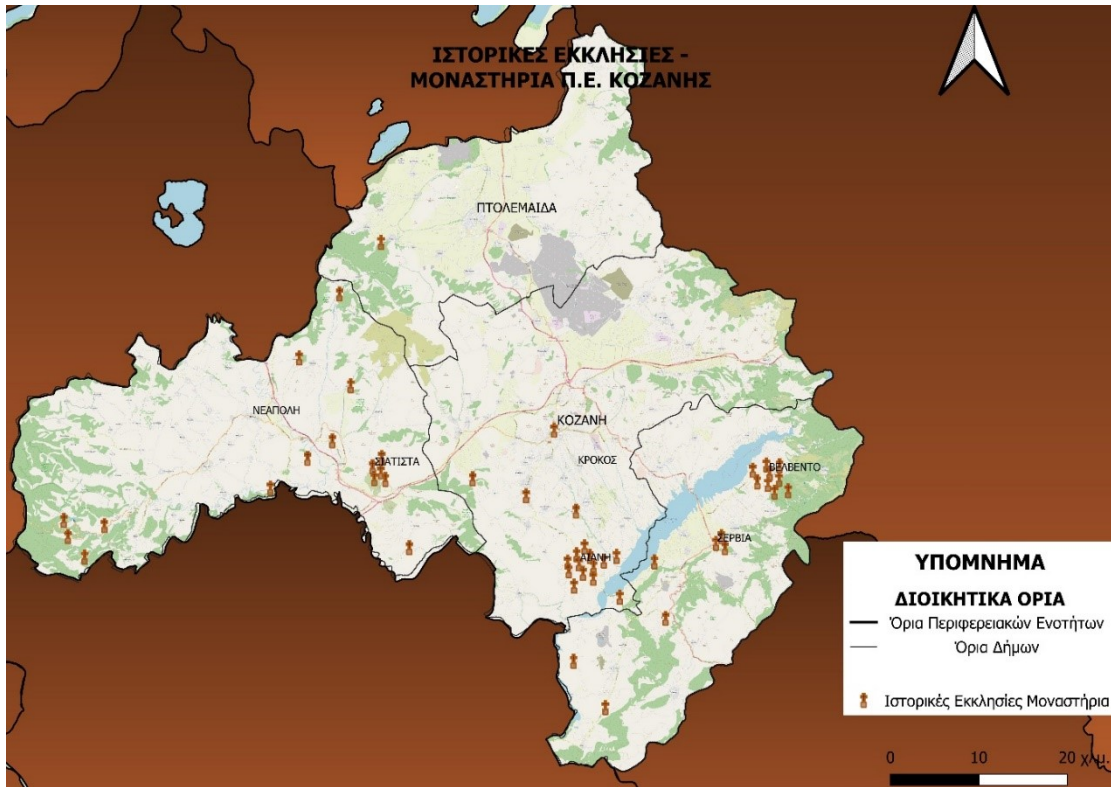 ΙΣΤΟΡΙΚΕΣ ΕΚΚΛΗΣΙΕΣ -
ΜΟΝΑΣΤΗΡΙΑ Π.Ε. ΚΟΖΑΝΗΣ
ΠΤΟΛΕΜΑΙΔΑ
ΝΕΑΠΟΛΗ
ΚΟΖΑΝΗ
ΚΡΟΚΟΣ
ΣΙΑΤΙΣΤΑ
ΒΕΛΒΕΝΤΟ
ΣΕΡΒΙΑ
ΑΙΑΝΗ
ΥΠΟΜΝΗΜΑ
ΔΙΟΙΚΗΤΙΚΑ ΟΡΙΑ
Όρια Περιφερειακών Ενοτήτων
Όρια Δήμων
Ιστορικές Εκκλησίες Μοναστήρια
0 10 20 χ.μ.